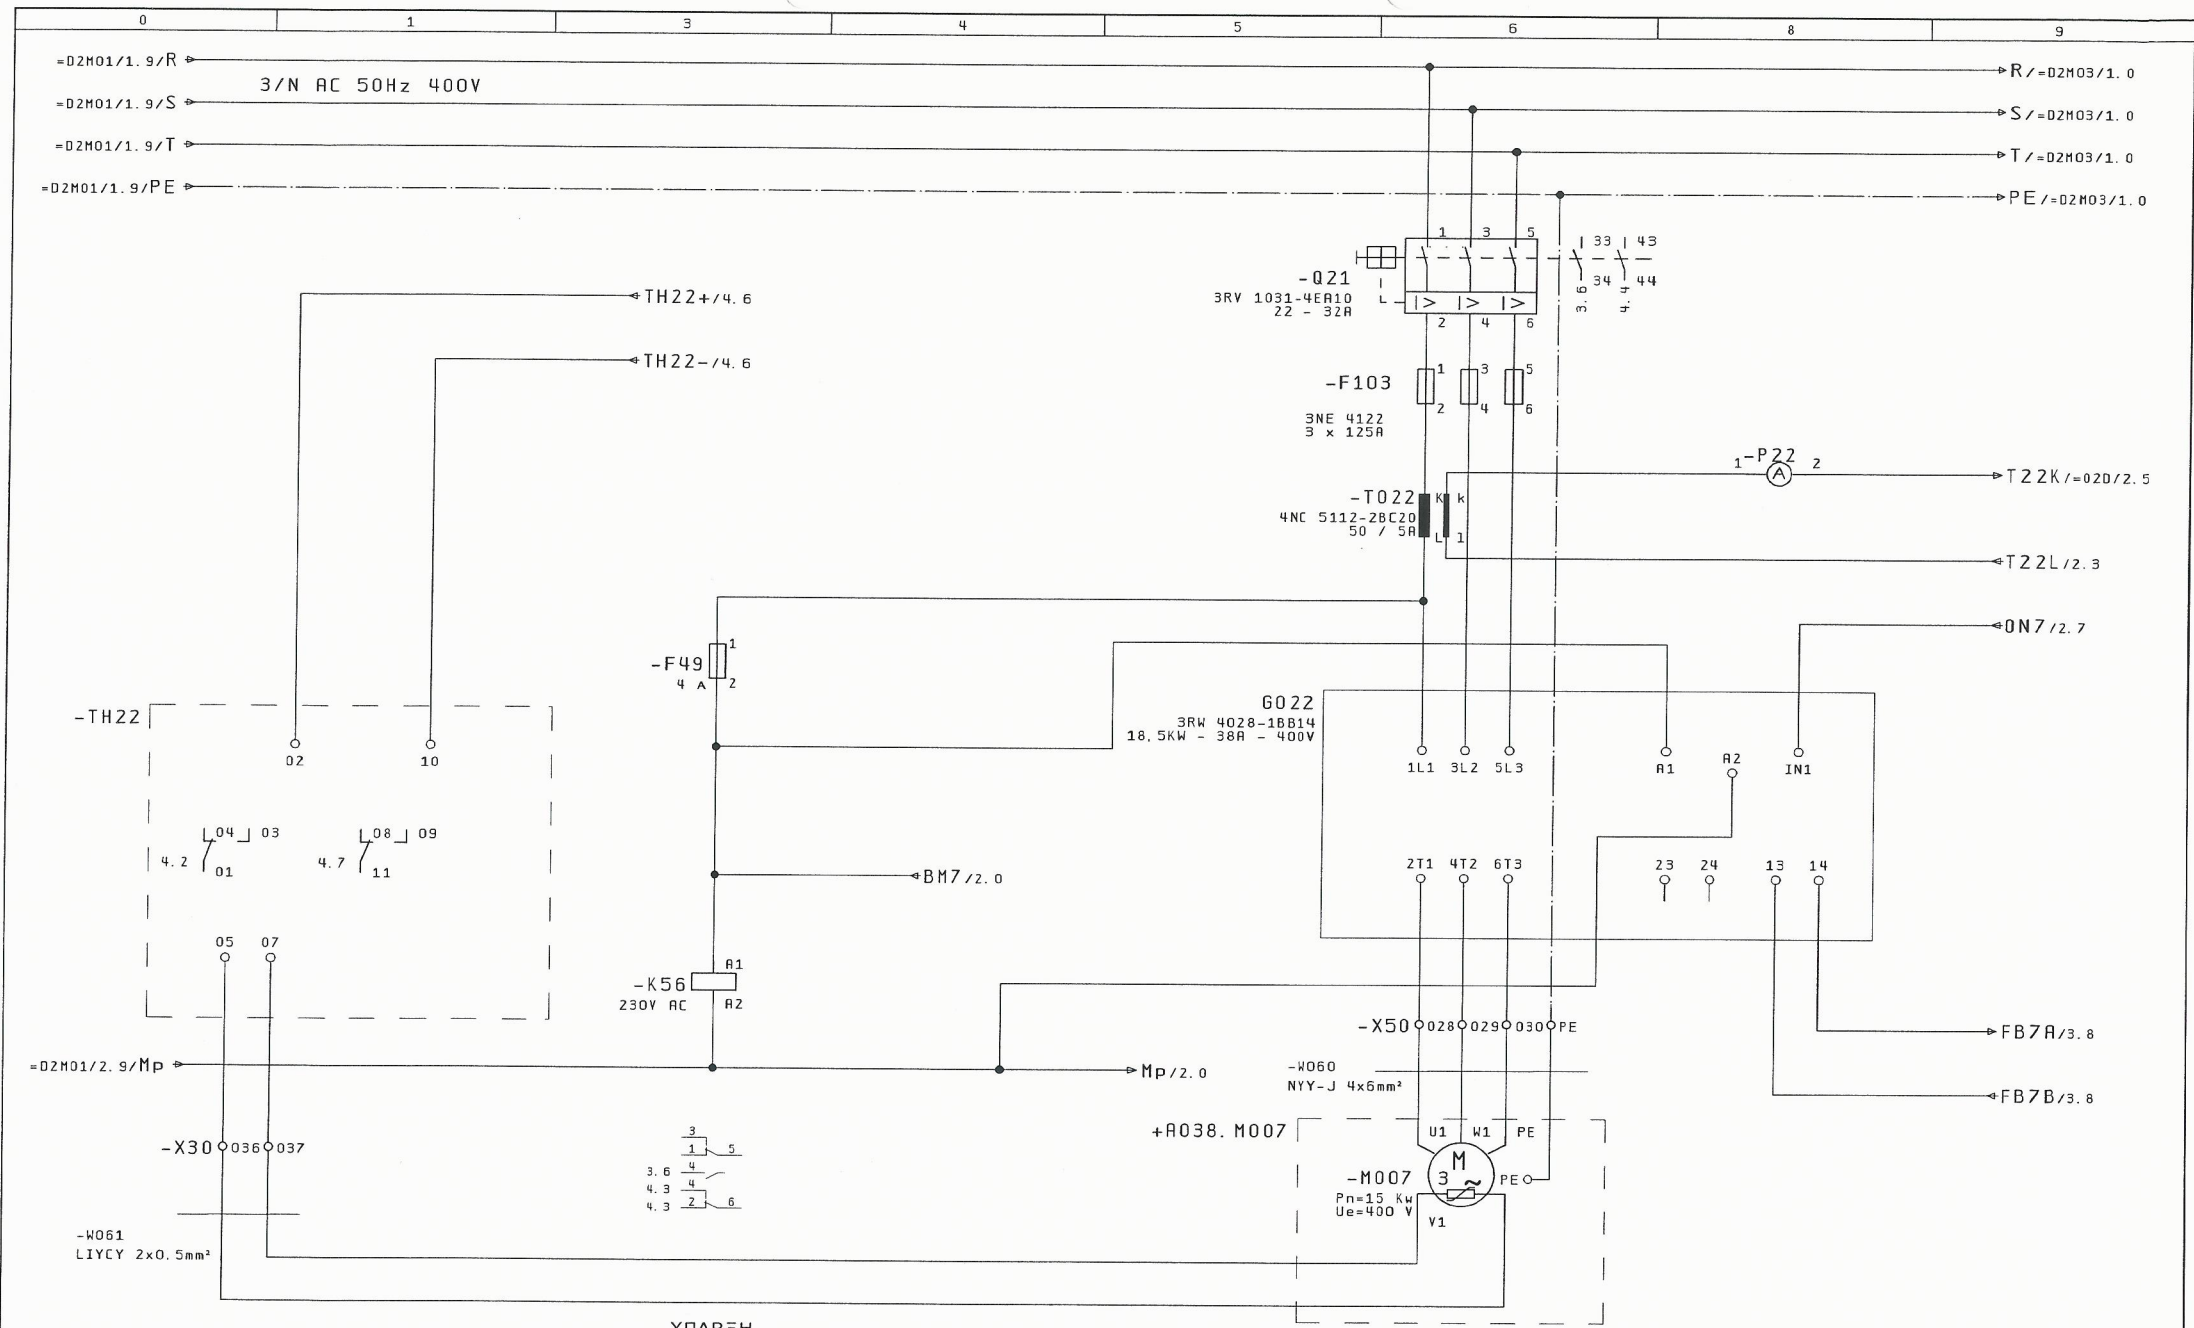 0 1 3 4 5 6 8 9
=D2M01/1.9/R
R/=D2M03/1.0
3/N AC 50Hz 400V
=D2M01/1.9/S
S/=D2M03/1.0
=D2M01/1.9/T
T/=D2M03/1.0
=D2M01/1.9/PE
PE/=D2M03/1.0
1 3 5
33 43
-Q21
34 44
3RV 1031-4EA10
22 - 32A
I> I> I>
3.6
4.4
2 4 6
TH22+/4.6
TH22-/4.6
1 3 5
-F103
2 4 6
3NE 4122
3 x 125A
1 -P22 2
A
T22K/=02D/2.5
-T022 K k
4NC 5112-2BC20
50 / 5A L l
T22L/2.3
ON7/2.7
1
-F49
4 A 2
-TH22
G022
3RW 4028-1BB14
18,5KW - 38A - 400V
02 10
1L1 3L2 5L3 A1 A2 IN1
04 03 08 09
4.2 01 4.7 11
2T1 4T2 6T3 23 24 13 14
BM7/2.0
05 07
A1
-K56
230V AC A2
-X50 028 029 030 PE
FB7A/3.8
=D2M01/2.9/Mp
Mp/2.0
-W060
NYY-J 4x6mm²
FB7B/3.8
+A038.M007
U1 W1 PE
-X30 036 037
3
1 5
3.6 4
4.3 4
4.3 2 6
M
-M007 3 ~ PE
Pn=15 Kw
Ue=400 V
V1
-W061
LIYCY 2x0.5mm²